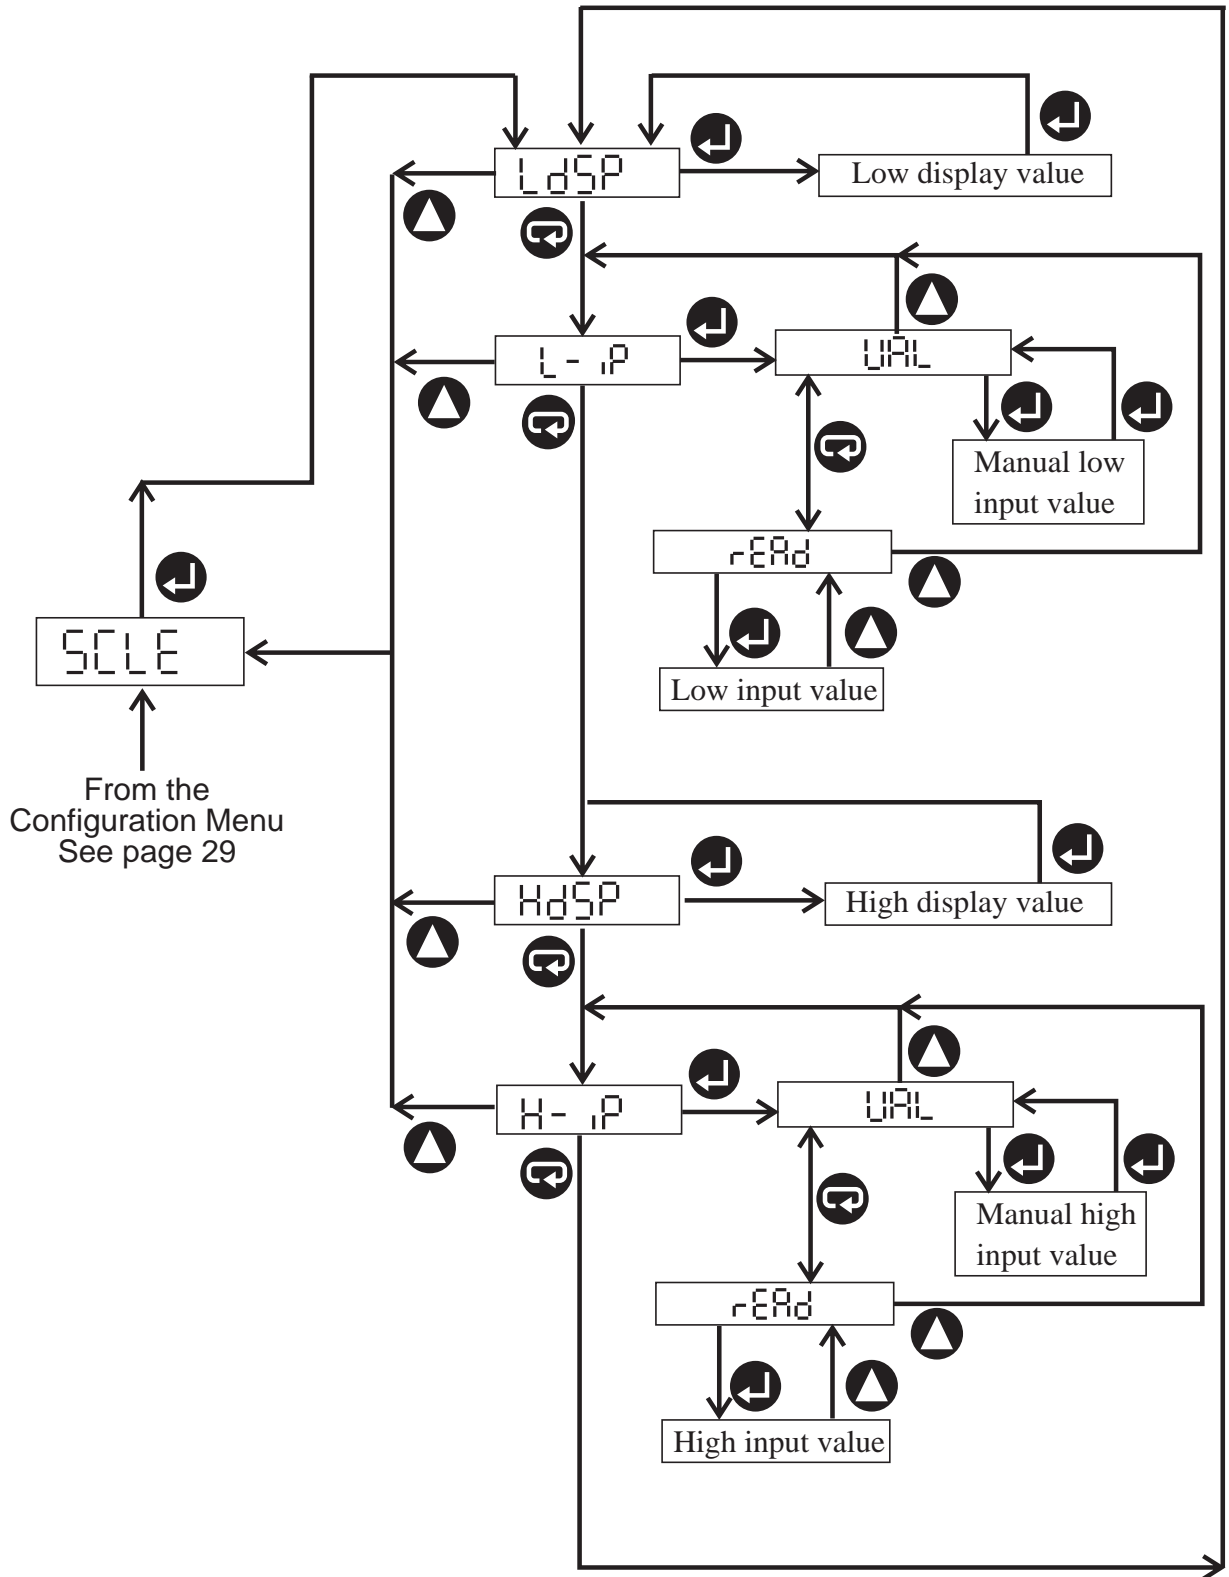 LdSP
Low display value
L-iP
UAL
Manual low
input value
rEAd
Low input value
SCLE
From the
Configuration Menu
See page 29
HdSP
High display value
H-iP
UAL
Manual high
input value
rEAd
High input value